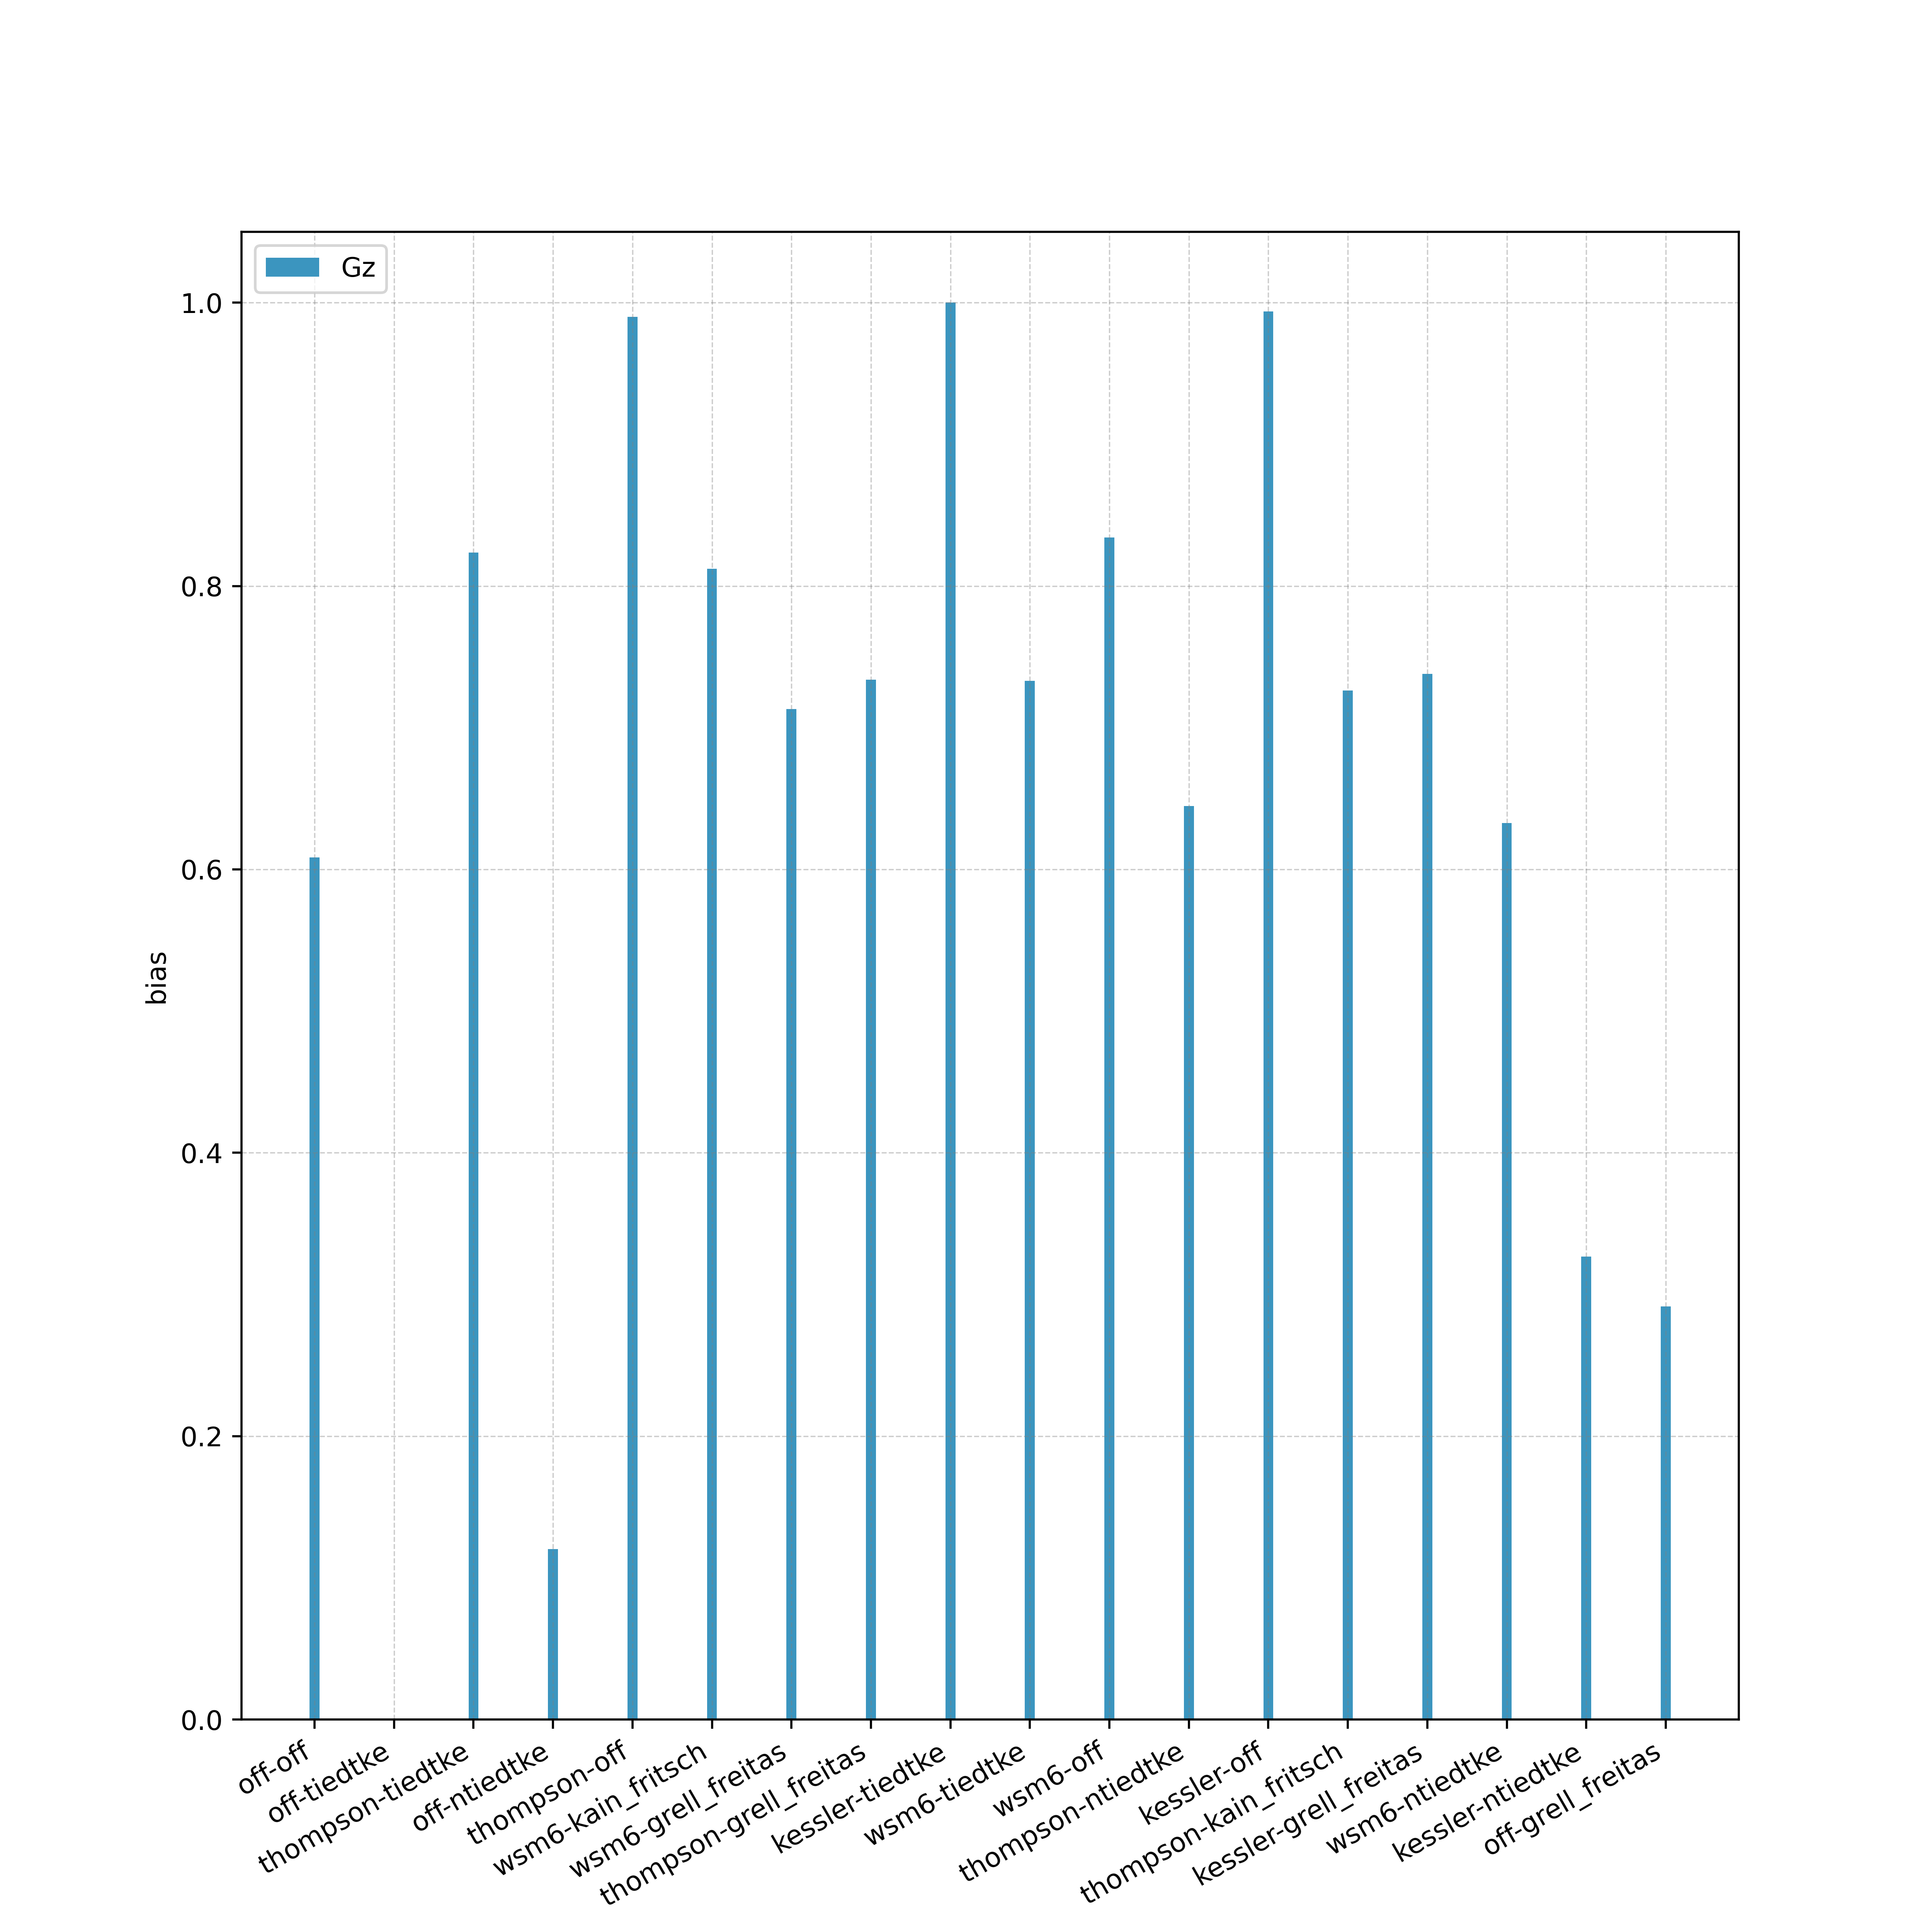 Gz
1.0
0.8
0.6
0.4
0.2
0.0
bias
off-off
off-tiedtke
thompson-tiedtke
off-ntiedtke
thompson-off
wsm6-kain_fritsch
wsm6-grell_freitas
thompson-grell_freitas
kessler-tiedtke
wsm6-tiedtke
wsm6-off
thompson-ntiedtke
kessler-off
thompson-kain_fritsch
kessler-grell_freitas
wsm6-ntiedtke
kessler-ntiedtke
off-grell_freitas